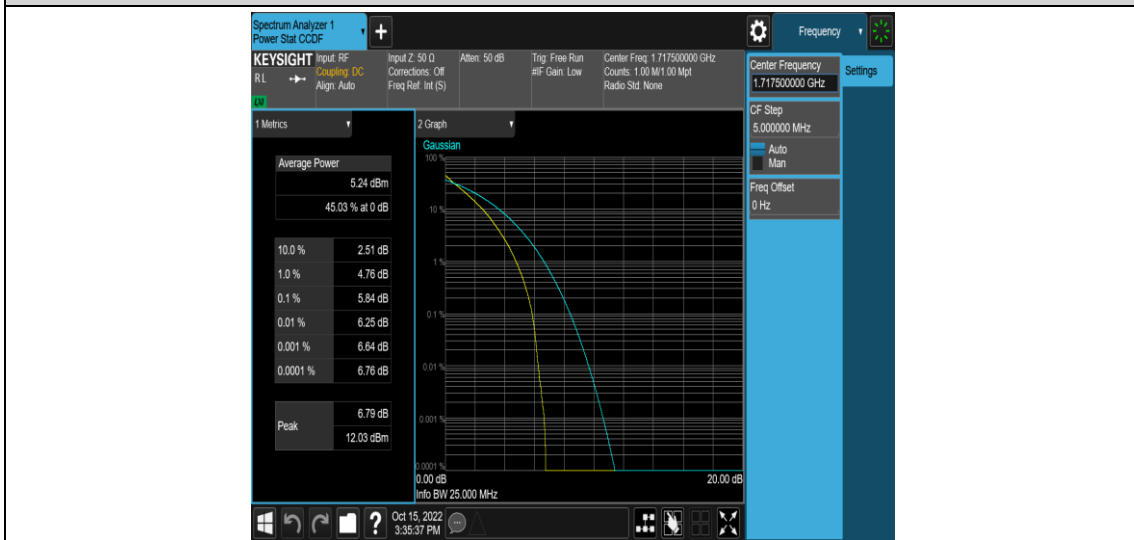 Spectrum Analyzer 1
Power Stat CCDF
+
Frequency
KEYSIGHT
RL
Input: RF
Coupling: DC
Align: Auto
Input Z: 50 Ω
Corrections: Off
Freq Ref: Int (S)
Atten: 50 dB
Trig: Free Run
#IF Gain: Low
Center Freq: 1.717500000 GHz
Counts: 1.00 M/1.00 Mpt
Radio Std: None
Center Frequency
1.717500000 GHz
Settings
CF Step
5.000000 MHz
Auto
Man
Freq Offset
0 Hz
1 Metrics
Average Power
5.24 dBm
45.03 % at 0 dB
10.0 % 2.51 dB
1.0 % 4.76 dB
0.1 % 5.84 dB
0.01 % 6.25 dB
0.001 % 6.64 dB
0.0001 % 6.76 dB
Peak
6.79 dB
12.03 dBm
2 Graph
Gaussian
100 %
10 %
1 %
0.1 %
0.01 %
0.001 %
0.0001 %
0.00 dB 20.00 dB
Info BW 25.000 MHz
?
Oct 15, 2022
3:35:37 PM